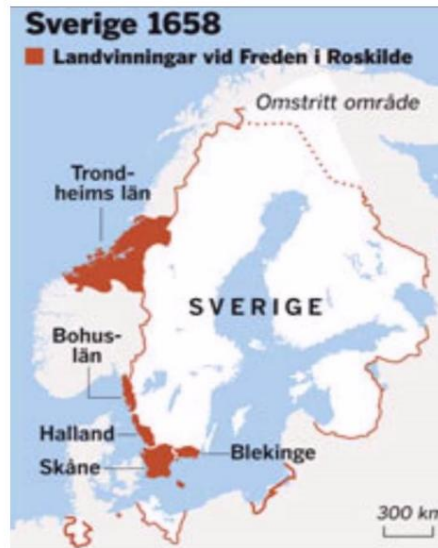 Sverige 1658
Landvinningar vid Freden i Roskilde
Omstritt område
Trond-
heims län
SVERIGE
Bohus-
län
Halland
Skåne
Blekinge
300 km